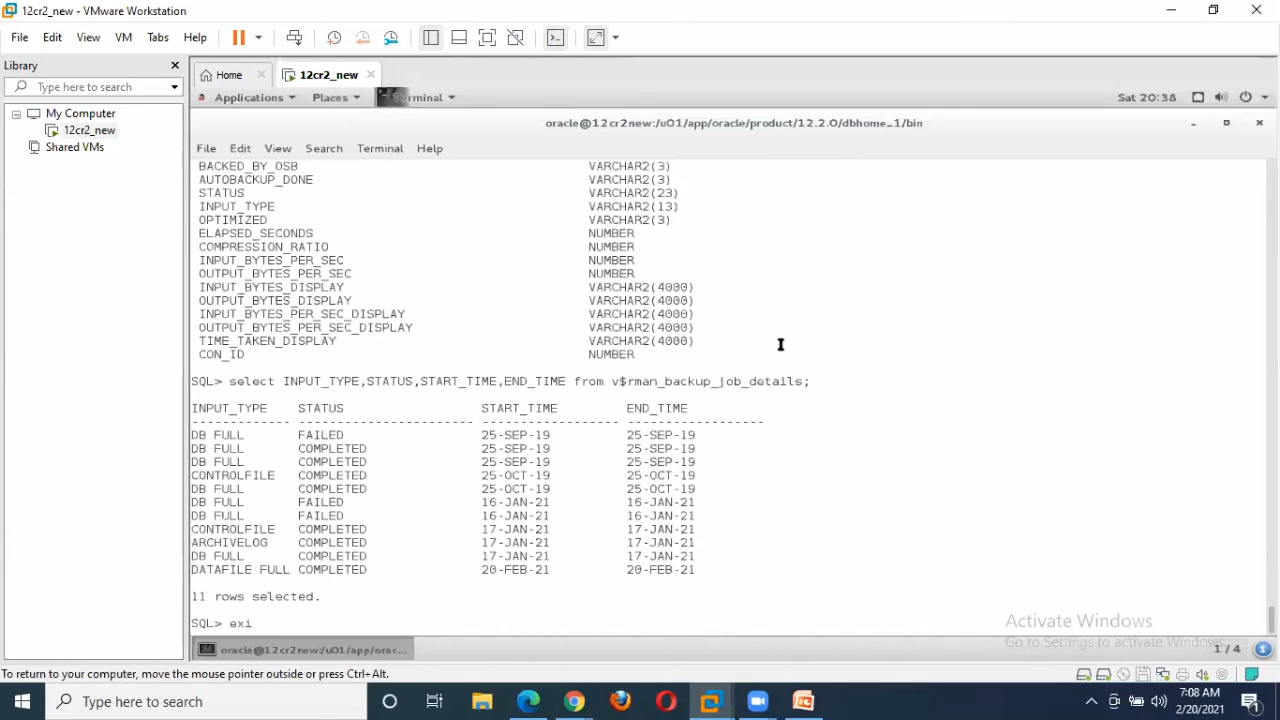 12cr2_new - VMware Workstation
File Edit View VM Tabs Help
Library
Type here to search
My Computer
12cr2_new
Shared VMs
Home
12cr2_new
Applications Places Terminal Sat 20:38
oracle@12cr2new:/u01/app/oracle/product/12.2.0/dbhome_1/bin
File Edit View Search Terminal Help
BACKED_BY_OSB VARCHAR2(3)
AUTOBACKUP_DONE VARCHAR2(3)
STATUS VARCHAR2(23)
INPUT_TYPE VARCHAR2(13)
OPTIMIZED VARCHAR2(3)
ELAPSED_SECONDS NUMBER
COMPRESSION_RATIO NUMBER
INPUT_BYTES_PER_SEC NUMBER
OUTPUT_BYTES_PER_SEC NUMBER
INPUT_BYTES_DISPLAY VARCHAR2(4000)
OUTPUT_BYTES_DISPLAY VARCHAR2(4000)
INPUT_BYTES_PER_SEC_DISPLAY VARCHAR2(4000)
OUTPUT_BYTES_PER_SEC_DISPLAY VARCHAR2(4000)
TIME_TAKEN_DISPLAY VARCHAR2(4000)
CON_ID NUMBER
SQL> select INPUT_TYPE,STATUS,START_TIME,END_TIME from v$rman_backup_job_details;
INPUT_TYPE STATUS START_TIME END_TIME
------------- ----------------------- ------------------ ------------------
DB FULL FAILED 25-SEP-19 25-SEP-19
DB FULL COMPLETED 25-SEP-19 25-SEP-19
DB FULL COMPLETED 25-SEP-19 25-SEP-19
CONTROLFILE COMPLETED 25-OCT-19 25-OCT-19
DB FULL COMPLETED 25-OCT-19 25-OCT-19
DB FULL FAILED 16-JAN-21 16-JAN-21
DB FULL FAILED 16-JAN-21 16-JAN-21
CONTROLFILE COMPLETED 17-JAN-21 17-JAN-21
ARCHIVELOG COMPLETED 17-JAN-21 17-JAN-21
DB FULL COMPLETED 17-JAN-21 17-JAN-21
DATAFILE FULL COMPLETED 20-FEB-21 20-FEB-21
11 rows selected.
SQL> exi
Activate Windows
Go to Settings to activate Windows.
oracle@12cr2new:/u01/app/orac... 1 / 4 1
To return to your computer, move the mouse pointer outside or press Ctrl+Alt.
Type here to search
7:08 AM
2/20/2021
1